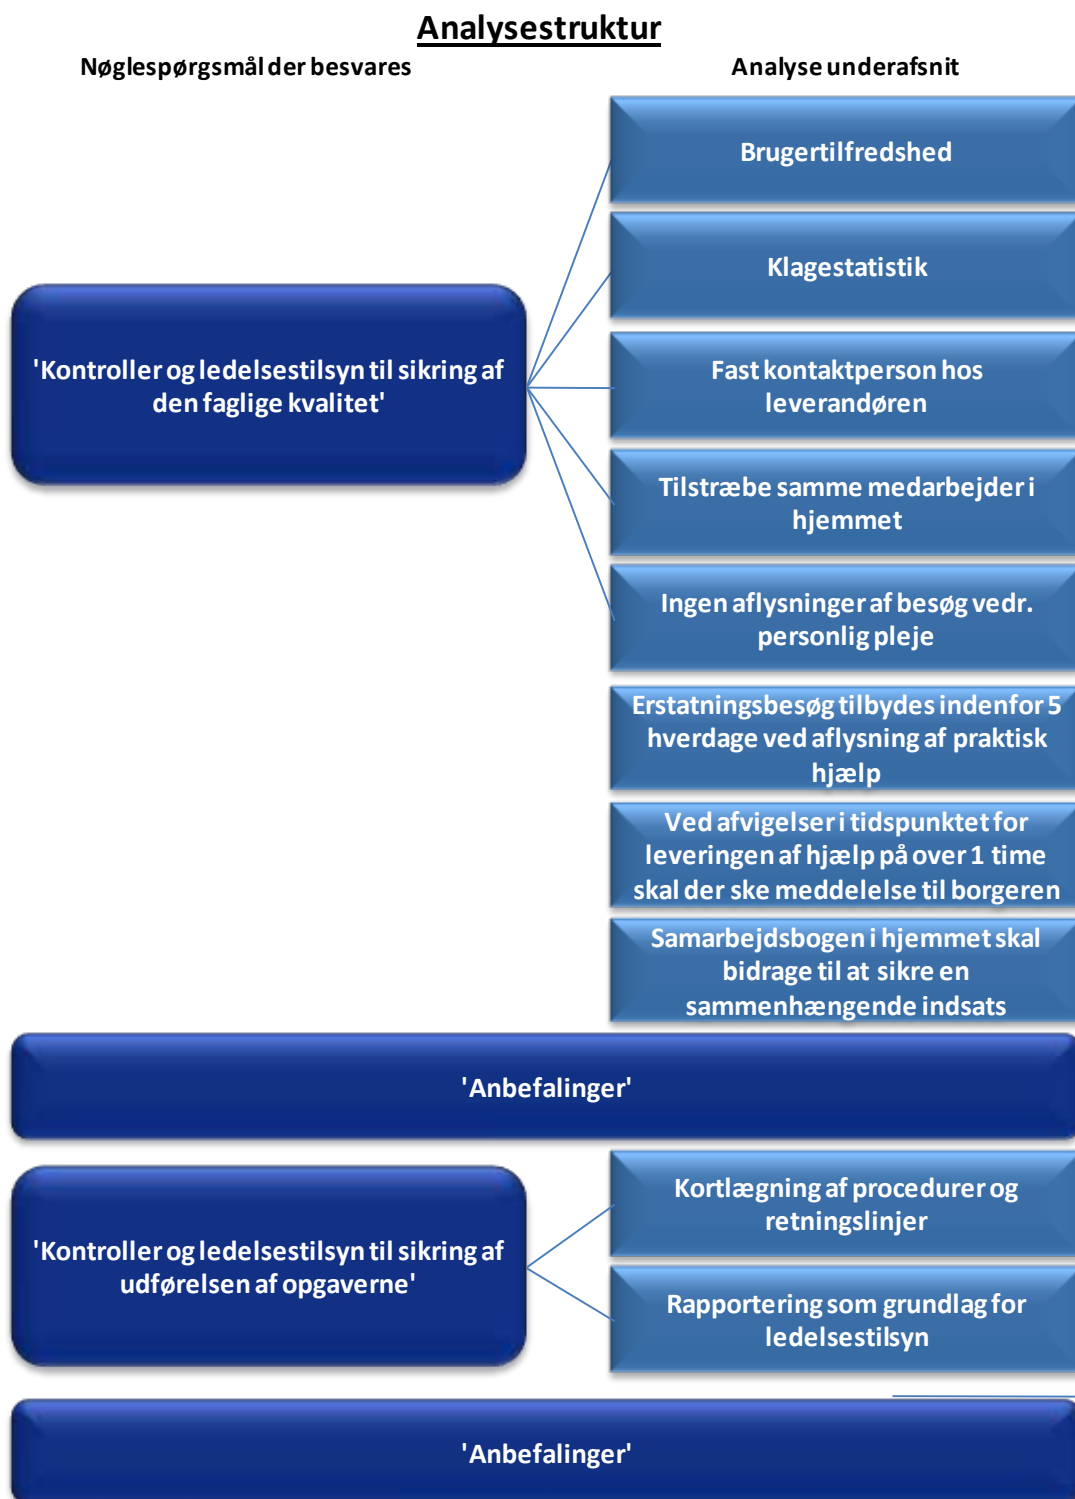 Analysestruktur
Nøglespørgsmål der besvares
Analyse underafsnit
Brugertilfredshed
Klagestatistik
'Kontroller og ledelsestilsyn til sikring af
den faglige kvalitet'
Fast kontaktperson hos
leverandøren
Tilstræbe samme medarbejder i
hjemmet
Ingen aflysninger af besøg vedr.
personlig pleje
Erstatningsbesøg tilbydes indenfor 5
hverdage ved aflysning af praktisk
hjælp
Ved afvigelser i tidspunktet for
leveringen af hjælp på over 1 time
skal der ske meddelelse til borgeren
Samarbejdsbogen i hjemmet skal
bidrage til at sikre en
sammenhængende indsats
'Anbefalinger'
'Kontroller og ledelsestilsyn til sikring af
udførelsen af opgaverne'
Kortlægning af procedurer og
retningslinjer
Rapportering som grundlag for
ledelsestilsyn
'Anbefalinger'